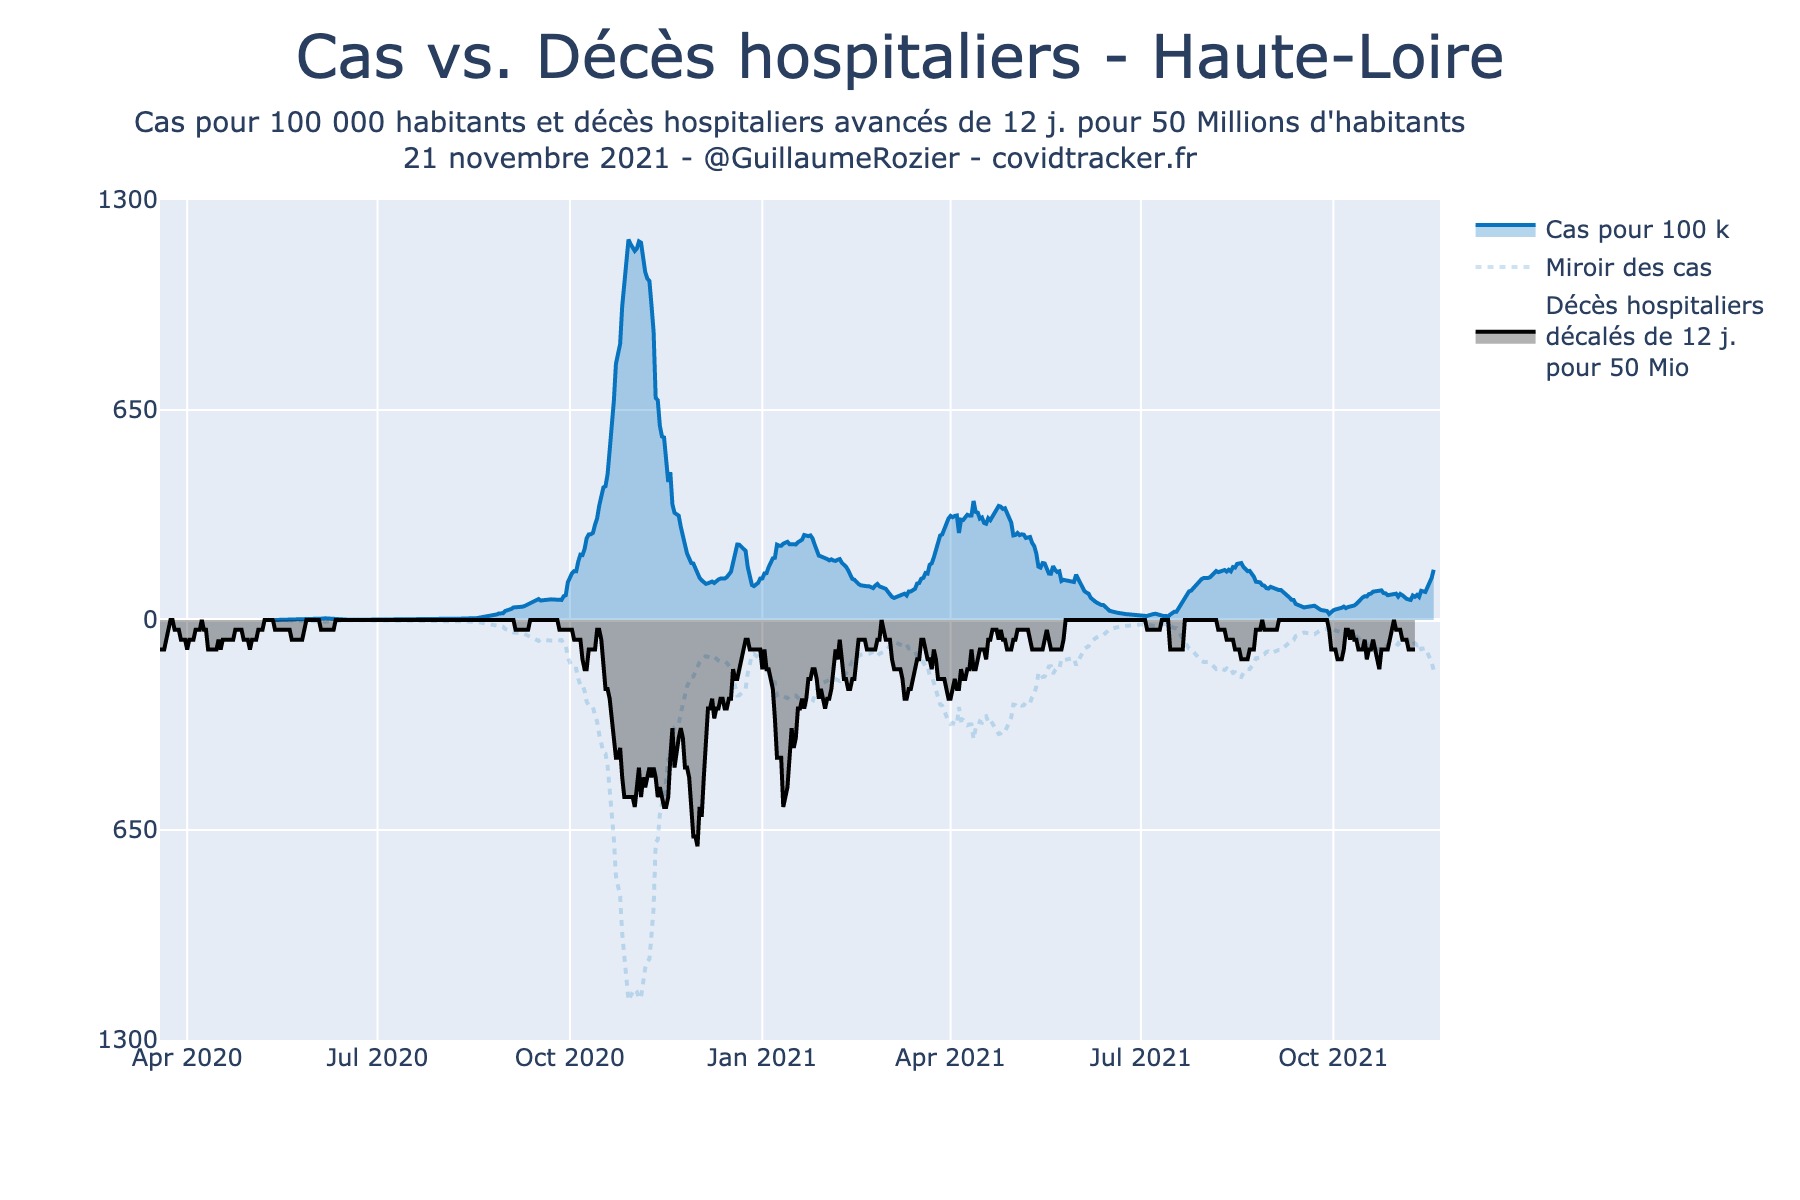 Cas vs. Décès hospitaliers - Haute-Loire
Cas pour 100 000 habitants et décès hospitaliers avancés de 12 j. pour 50 Millions d'habitants
21 novembre 2021 - @GuillaumeRozier - covidtracker.fr
1300
650
0
650
1300
Apr 2020
Jul 2020
Oct 2020
Jan 2021
Apr 2021
Jul 2021
Oct 2021
Cas pour 100 k
Miroir des cas
Décès hospitaliers
décalés de 12 j.
pour 50 Mio